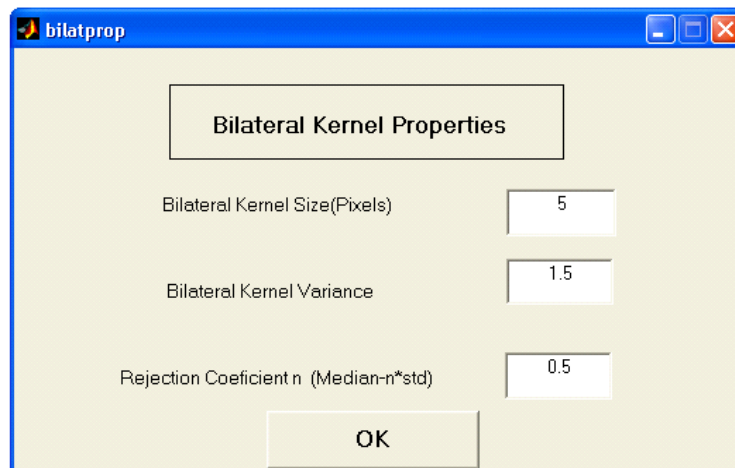 bilatprop
Bilateral Kernel Properties
Bilateral Kernel Size(Pixels) 5
Bilateral Kernel Variance 1.5
Rejection Coeficient n (Median-n*std) 0.5
OK